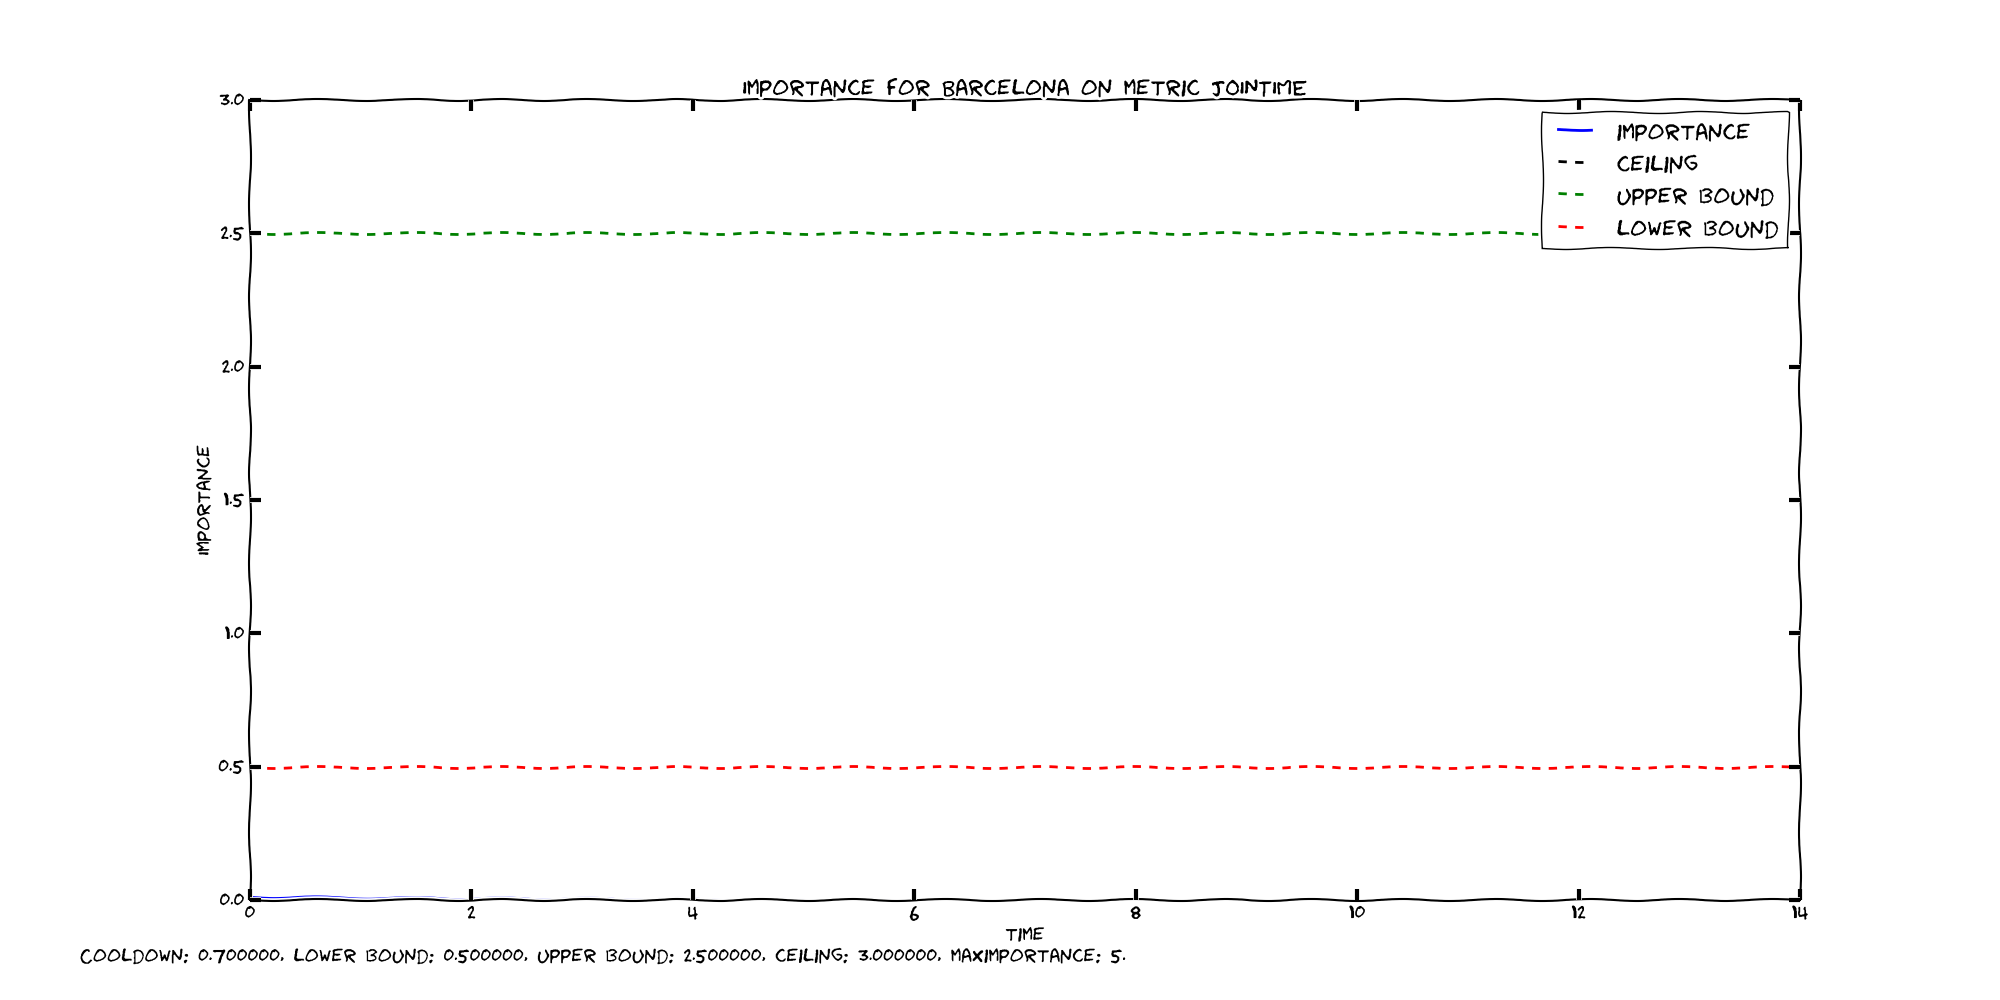 IMPORTANCE FOR BARCELONA ON METRIC JOINTIME
3.0
2.5
2.0
1.5
1.0
0.5
0.0
IMPORTANCE
IMPORTANCE
CEILING
UPPER BOUND
LOWER BOUND
0 2 4 6 8 10 12 14
TIME
COOLDOWN: 0.700000, LOWER BOUND: 0.500000, UPPER BOUND: 2.500000, CEILING: 3.000000, MAXIMPORTANCE: 5.